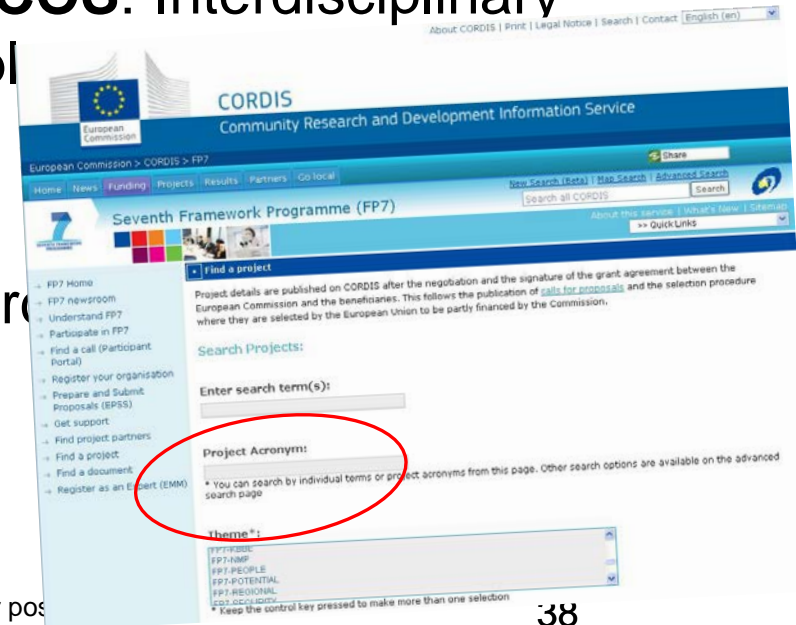 cus: Interdisciplinary
About CORDIS | Print | Legal Notice | Search | Contact English (en)
European
Commission
CORDIS
Community Research and Development Information Service
European Commission > CORDIS > FP7
Share
Home News Funding Projects Results Partners Go local
New Search (Beta) | Map Search | Advanced Search
Search all CORDIS Search
7
SEVENTH FRAMEWORK PROGRAMME
Seventh Framework Programme (FP7)
About this service | What's New | Sitemap
>> Quick Links
Find a project
FP7 Home
FP7 newsroom
Understand FP7
Participate in FP7
Find a call (Participant
Portal)
Register your organisation
Prepare and Submit
Proposals (EPSS)
Get support
Find project partners
Find a project
Find a document
Register as an Expert (EMM)
Project details are published on CORDIS after the negotiation and the signature of the grant agreement between the
European Commission and the beneficiaries. This follows the publication of calls for proposals and the selection procedure
where they are selected by the European Union to be partly financed by the Commission.
Search Projects:
Enter search term(s):
Project Acronym:
* You can search by individual terms or project acronyms from this page. Other search options are available on the advanced
search page
Theme*:
FP7-KBBE
FP7-NMP
FP7-PEOPLE
FP7-POTENTIAL
FP7-REGIONAL
FP7-SECURITY
* Keep the control key pressed to make more than one selection
38